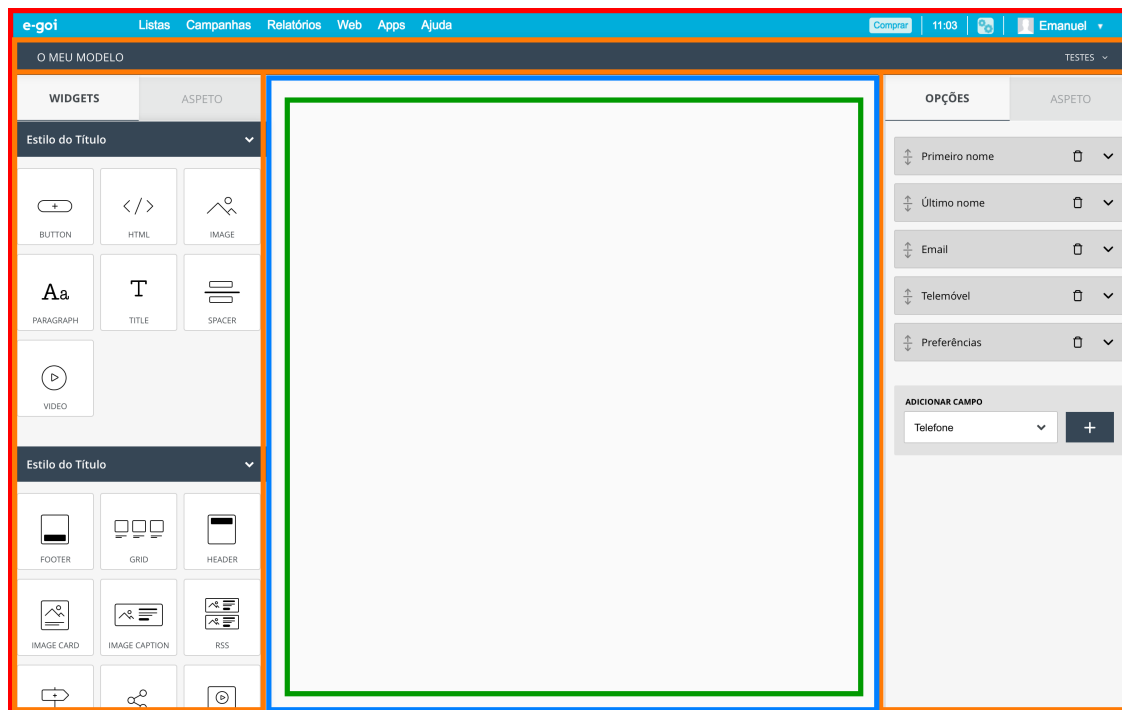 e-goi Listas Campanhas Relatórios Web Apps Ajuda Comprar 11:03 Emanuel
O MEU MODELO TESTES
WIDGETS ASPETO
Estilo do Título
BUTTON HTML IMAGE
Aa T
PARAGRAPH TITLE SPACER
VIDEO
Estilo do Título
FOOTER GRID HEADER
IMAGE CARD IMAGE CAPTION RSS
OPÇÕES ASPETO
Primeiro nome
Último nome
Email
Telemóvel
Preferências
ADICIONAR CAMPO
Telefone